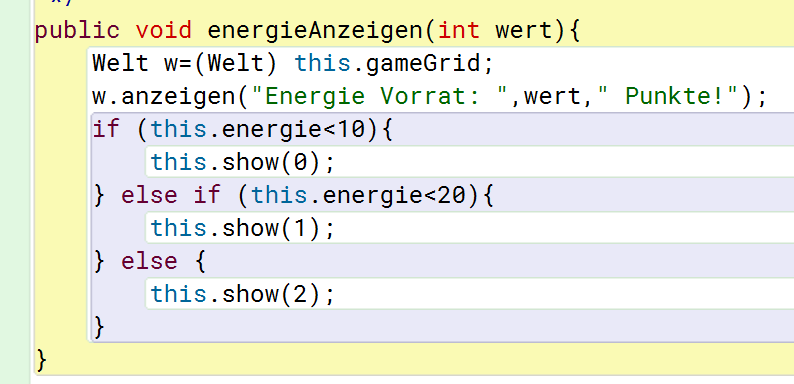 */
public void energieAnzeigen(int wert){
Welt w=(Welt) this.gameGrid;
w.anzeigen("Energie Vorrat: ",wert," Punkte!");
if (this.energie<10){
this.show(0);
} else if (this.energie<20){
this.show(1);
} else {
this.show(2);
}
}